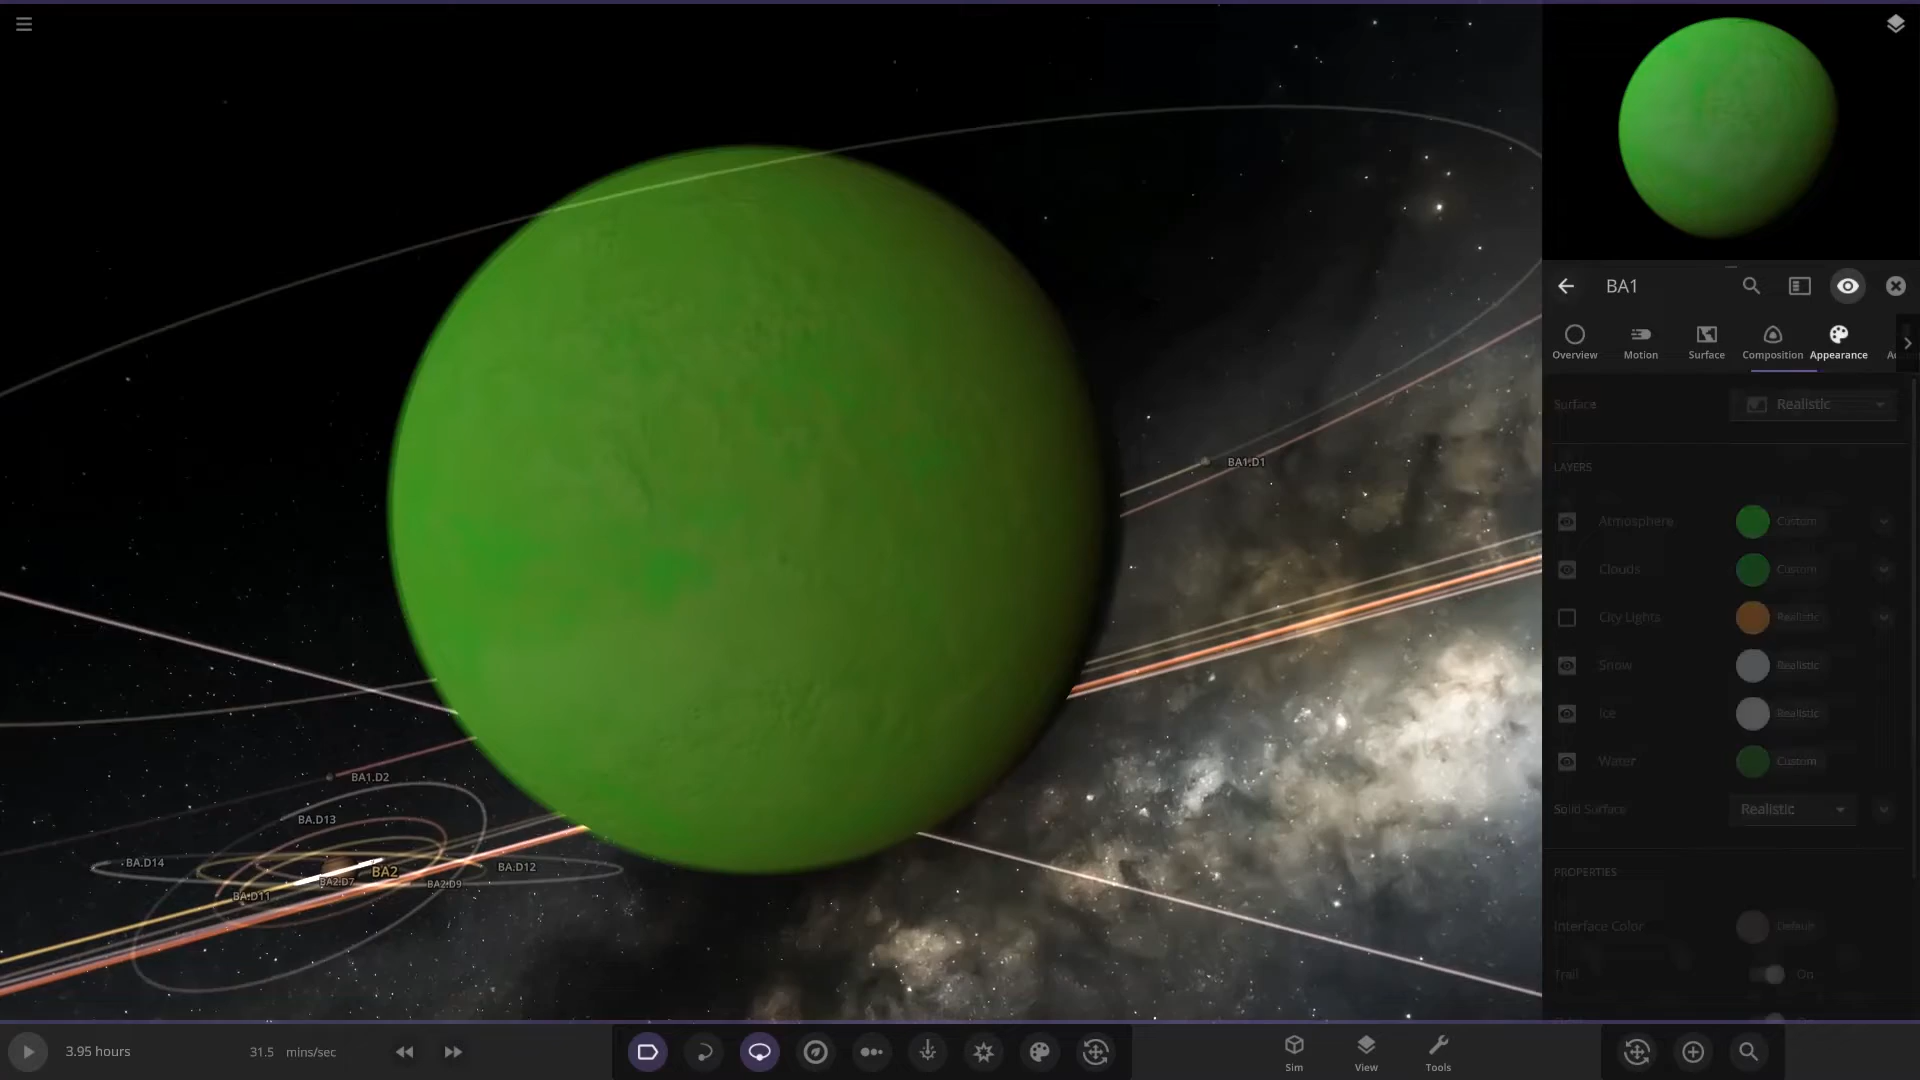 BA1
Overview
Motion
Surface
Composition
Appearance
Surface
Realistic
LAYERS
Atmosphere
Custom
Clouds
Custom
City Lights
Realistic
Snow
Realistic
Ice
Realistic
Water
Custom
Solid Surface
Realistic
PROPERTIES
Interface Color
Default
Trail
On
BA1.D1
BA1.D2
BA.D13
BA.D14
BA2
BA.D12
BA2.D7
BA2.D9
BA.D11
3.95 hours
31.5 mins/sec
Sim
View
Tools